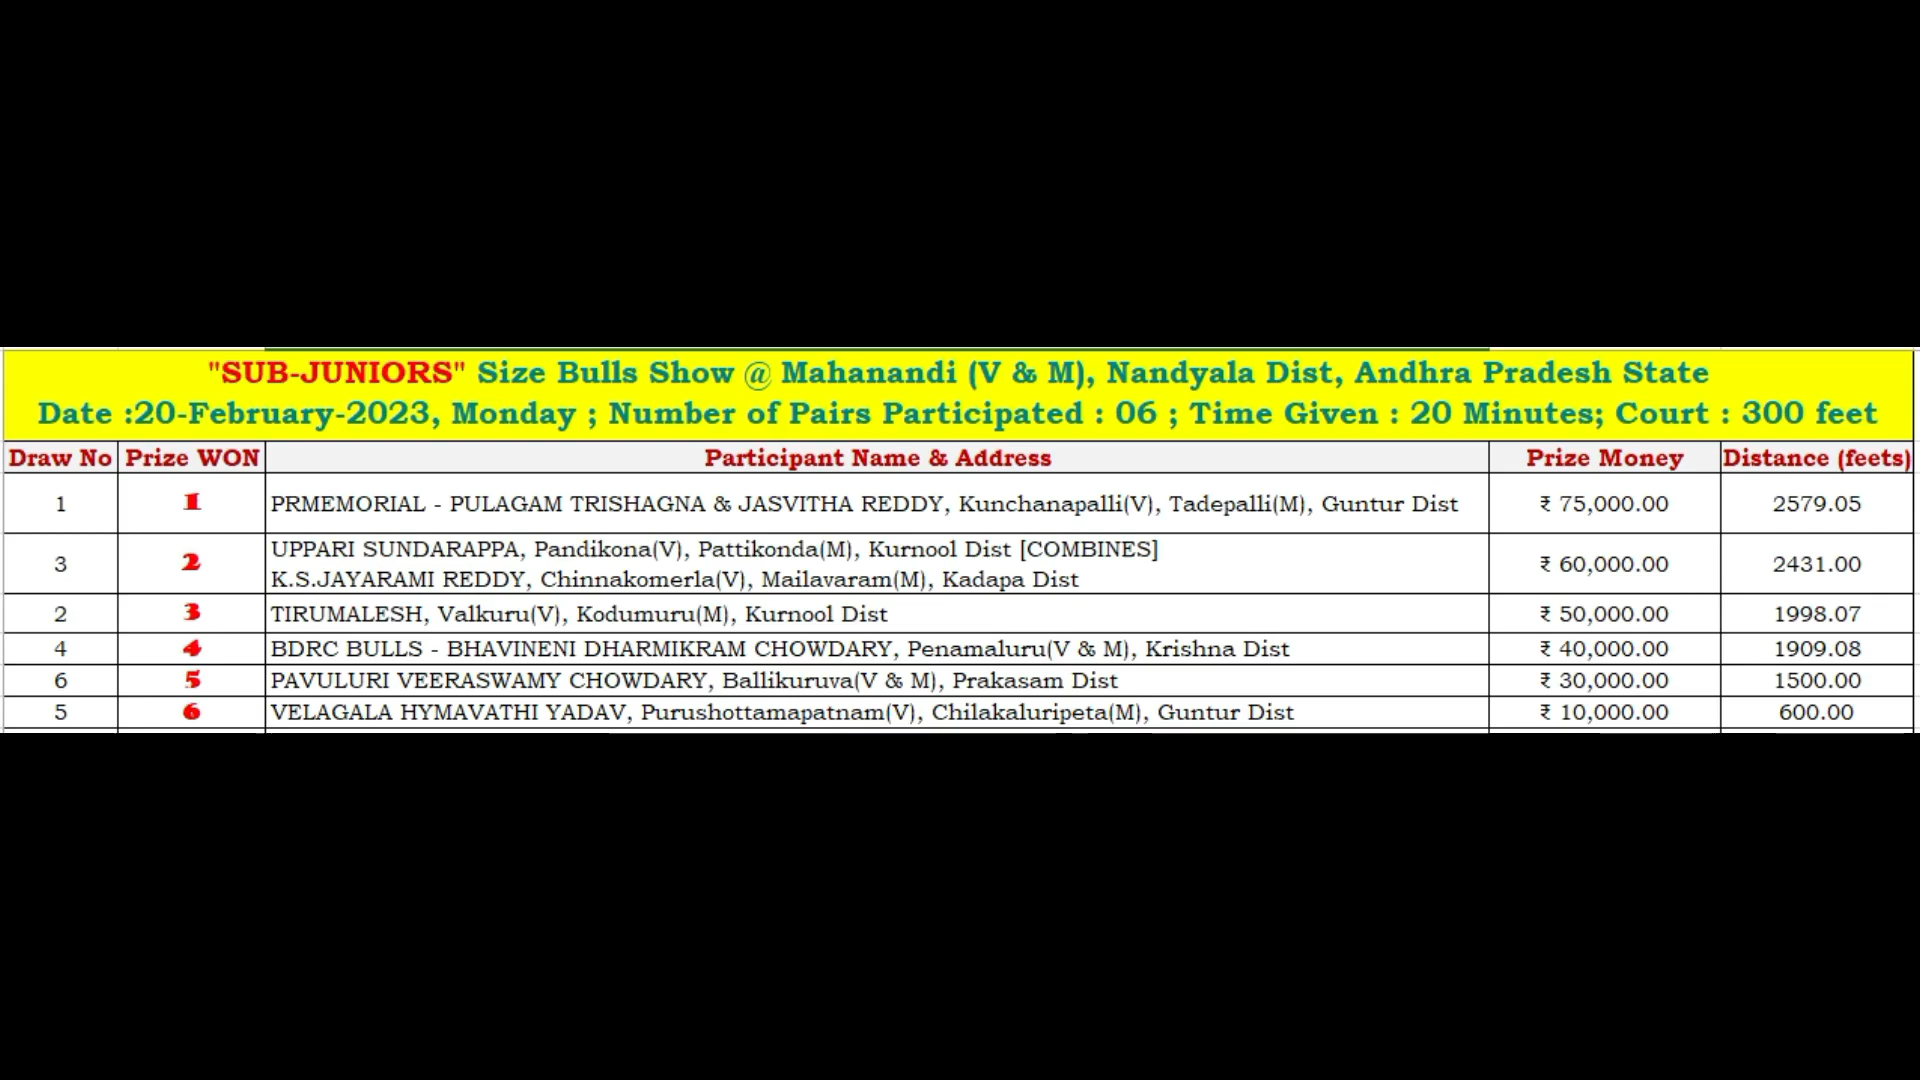 "SUB-JUNIORS" Size Bulls Show @ Mahanandi (V & M), Nandyala Dist, Andhra Pradesh State
Date :20-February-2023, Monday ; Number of Pairs Participated : 06 ; Time Given : 20 Minutes; Court : 300 feet
Draw No Prize WON Participant Name & Address Prize Money Distance (feets)
1 1 PRMEMORIAL - PULAGAM TRISHAGNA & JASVITHA REDDY, Kunchanapalli(V), Tadepalli(M), Guntur Dist ₹ 75,000.00 2579.05
3 2 UPPARI SUNDARAPPA, Pandikona(V), Pattikonda(M), Kurnool Dist [COMBINES] ₹ 60,000.00 2431.00
K.S.JAYARAMI REDDY, Chinnakomerla(V), Mailavaram(M), Kadapa Dist
2 3 TIRUMALESH, Valkuru(V), Kodumuru(M), Kurnool Dist ₹ 50,000.00 1998.07
4 4 BDRC BULLS - BHAVINENI DHARMIKRAM CHOWDARY, Penamaluru(V & M), Krishna Dist ₹ 40,000.00 1909.08
6 5 PAVULURI VEERASWAMY CHOWDARY, Ballikuruva(V & M), Prakasam Dist ₹ 30,000.00 1500.00
5 6 VELAGALA HYMAVATHI YADAV, Purushottamapatnam(V), Chilakaluripeta(M), Guntur Dist ₹ 10,000.00 600.00